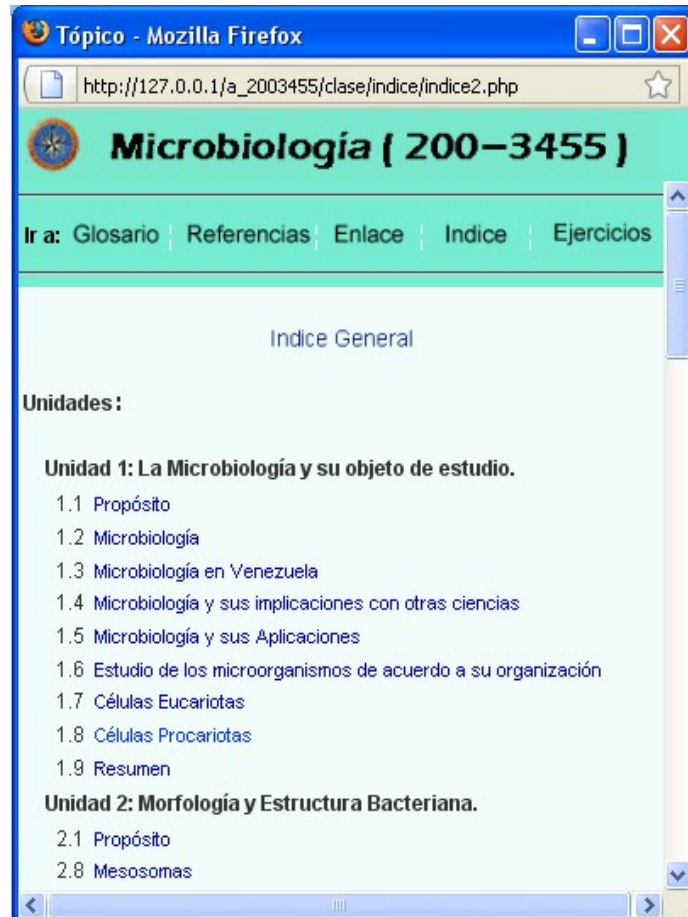 Tópico - Mozilla Firefox
http://127.0.0.1/a_2003455/clase/indice/indice2.php
Microbiología ( 200-3455 )
Ir a: Glosario Referencias Enlace Indice Ejercicios
Indice General
Unidades:
Unidad 1: La Microbiología y su objeto de estudio.
1.1 Propósito
1.2 Microbiología
1.3 Microbiología en Venezuela
1.4 Microbiología y sus implicaciones con otras ciencias
1.5 Microbiología y sus Aplicaciones
1.6 Estudio de los microorganismos de acuerdo a su organización
1.7 Células Eucariotas
1.8 Células Procariotas
1.9 Resumen
Unidad 2: Morfología y Estructura Bacteriana.
2.1 Propósito
2.8 Mesosomas